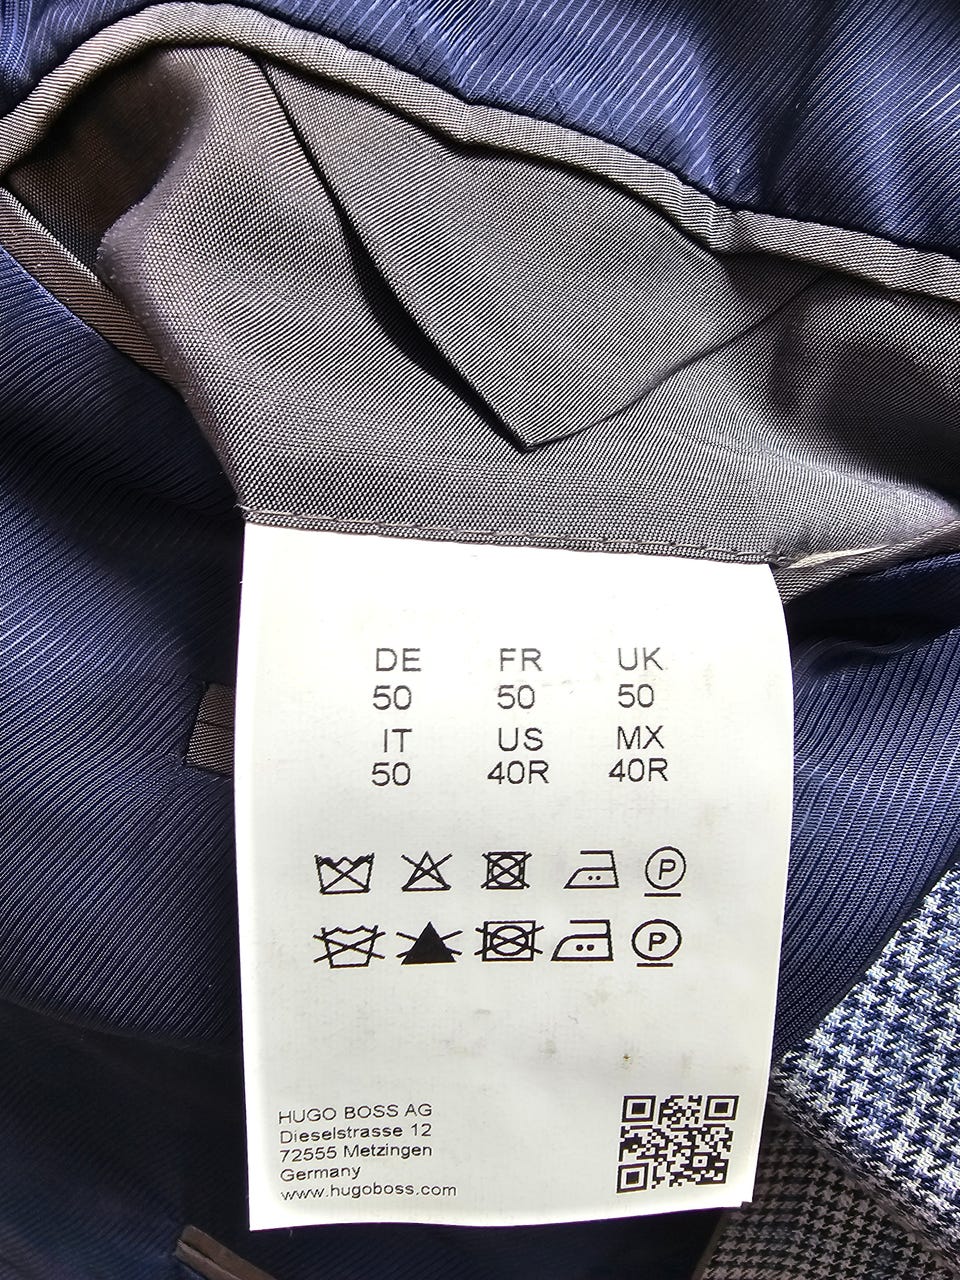 DE FR UK
50 50 50
IT US MX
50 40R 40R
P
P
HUGO BOSS AG
Dieselstrasse 12
72555 Metzingen
Germany
www.hugoboss.com